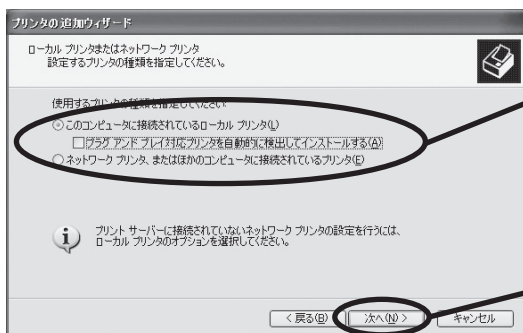 プリンタの追加ウィザード
ローカル プリンタまたはネットワーク プリンタ
設定するプリンタの種類を指定してください。
使用するプリンタの種類を指定してください:
このコンピュータに接続されているローカル プリンタ(L)
プラグ アンド プレイ対応プリンタを自動的に検出してインストールする(A)
ネットワーク プリンタ、またはほかのコンピュータに接続されているプリンタ(E)
プリント サーバーに接続されていないネットワーク プリンタの設定を行うには、
ローカル プリンタのオプションを選択してください。
< 戻る(B)
次へ(N) >
キャンセル